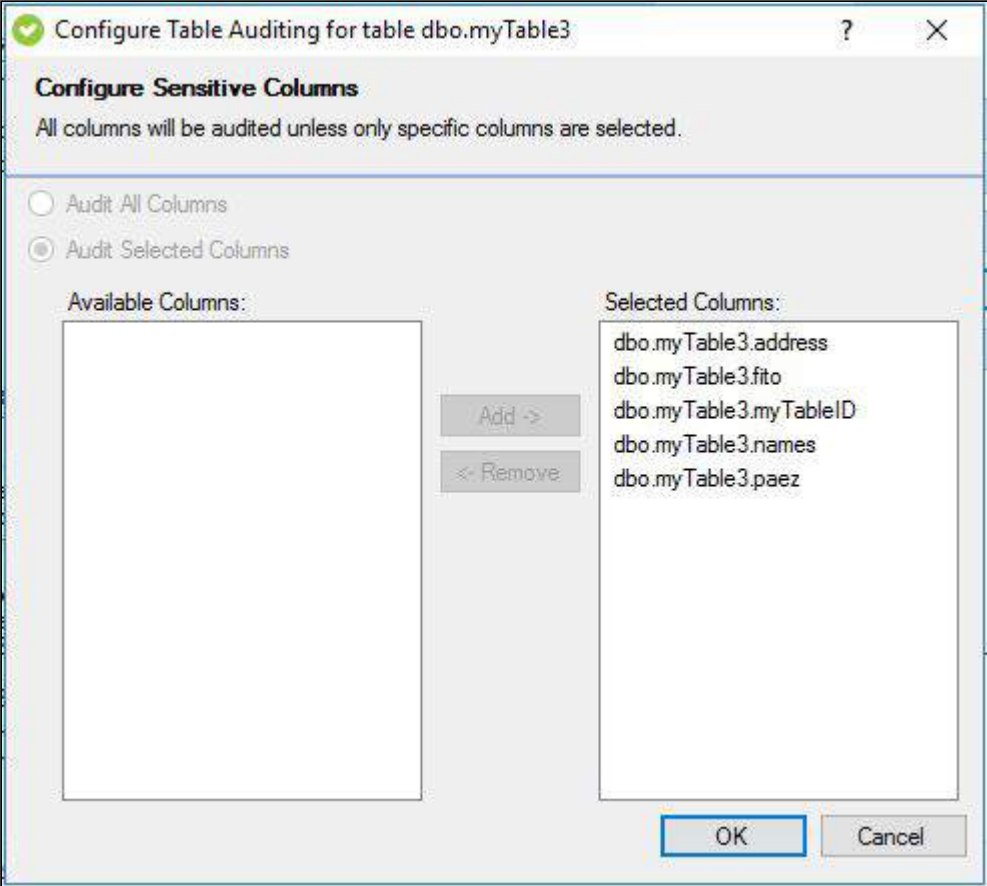 Configure Table Auditing for table dbo.myTable3
?
Configure Sensitive Columns
All columns will be audited unless only specific columns are selected.
Audit All Columns
Audit Selected Columns
Available Columns:
Selected Columns:
dbo.myTable3.address
dbo.myTable3.fito
dbo.myTable3.myTableID
dbo.myTable3.names
dbo.myTable3.paez
Add ->
<- Remove
OK
Cancel